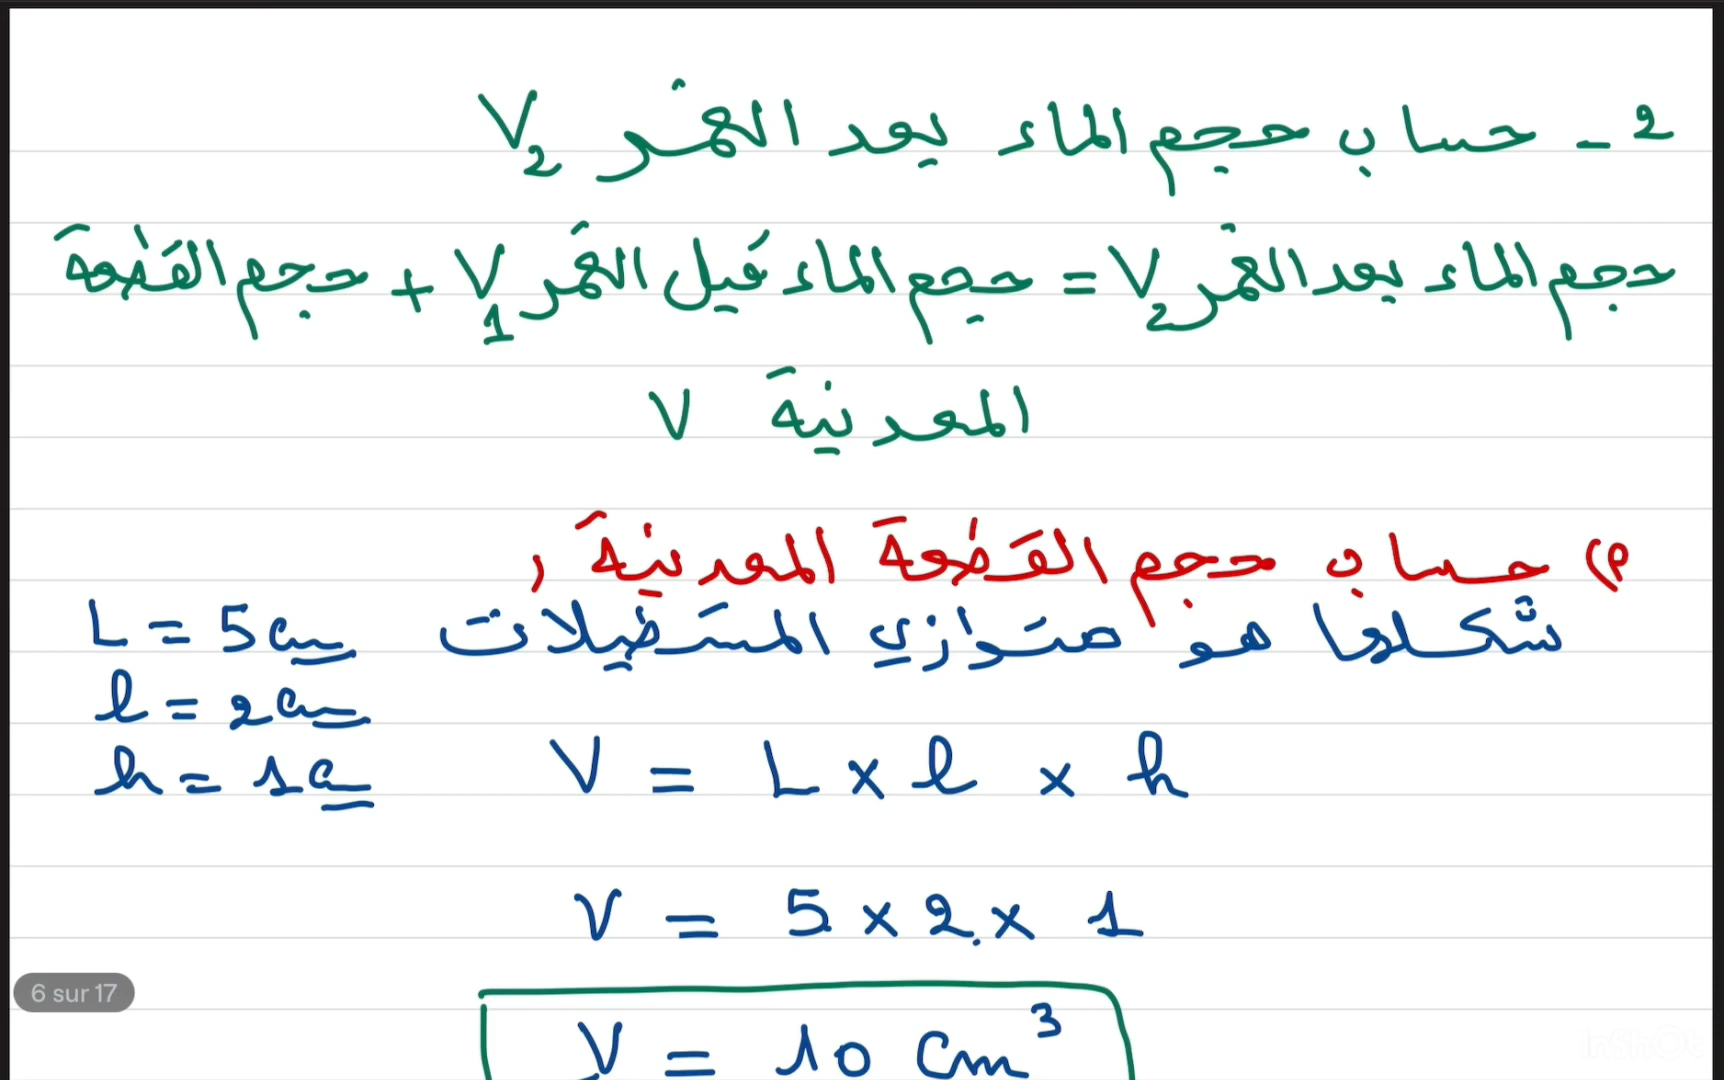 2 - حساب حجم الماء بعد الغمر V₂
حجم الماء بعد الغمر V₂ = حجم الماء قبل الغمر V₁ + حجم القطعة
المعدنية V
م) حساب حجم القطعة المعدنية :
شكلها هو متوازي المستطيلات
L = 5cm
l = 2cm
h = 1cm
V = L × l × h
V = 5 × 2 × 1
V = 10 cm³
6 sur 17
InShOt